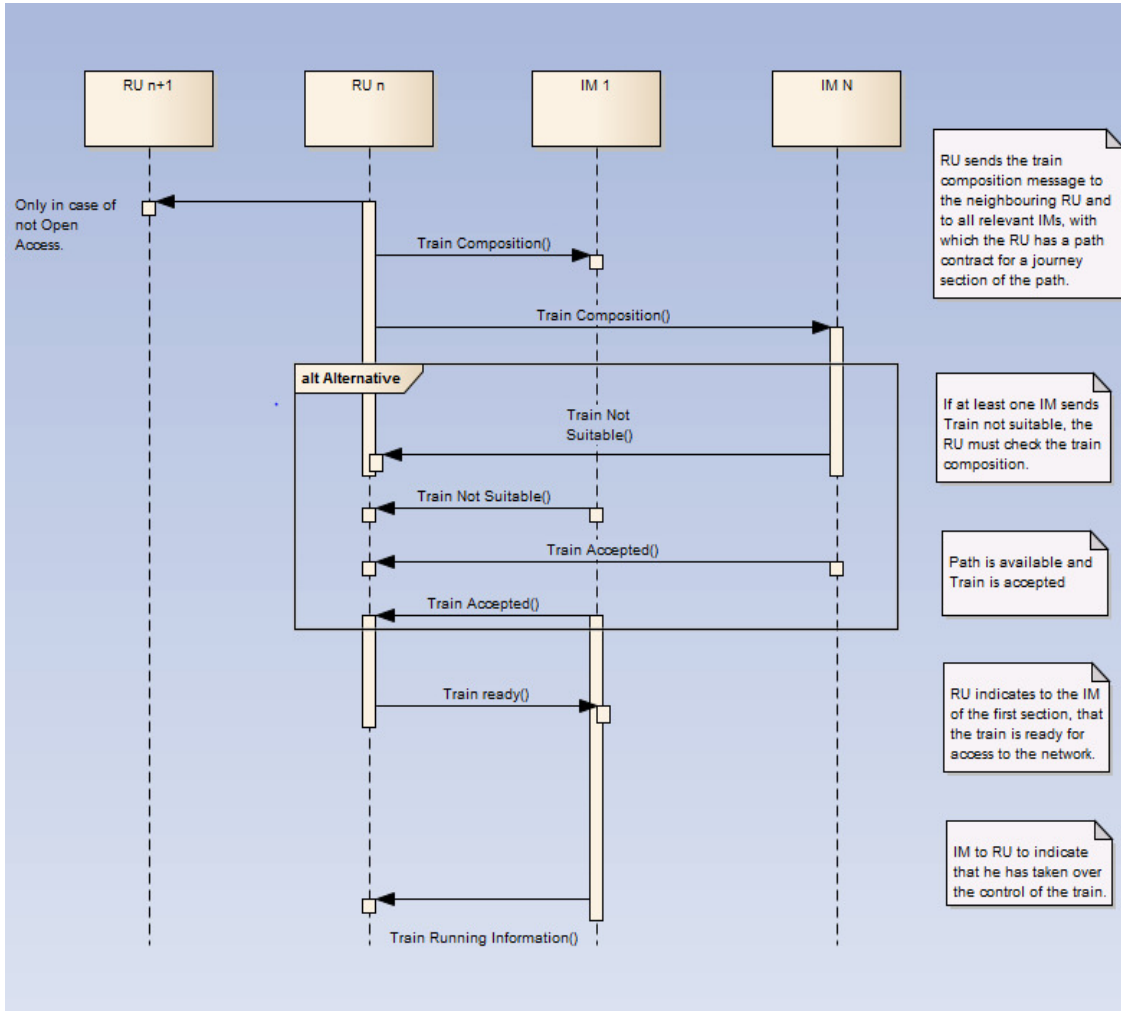 RU n+1
RU n
IM 1
IM N
RU sends the train
composition message to
the neighbouring RU and
to all relevant IMs, with
which the RU has a path
contract for a journey
section of the path.
Only in case of
not Open
Access.
Train Composition()
Train Composition()
alt Alternative
If at least one IM sends
Train not suitable, the
RU must check the train
composition.
Train Not
Suitable()
Train Not Suitable()
Train Accepted()
Path is available and
Train is accepted
Train Accepted()
RU indicates to the IM
of the first section, that
the train is ready for
access to the network.
Train ready()
IM to RU to indicate
that he has taken over
the control of the train.
Train Running Information()